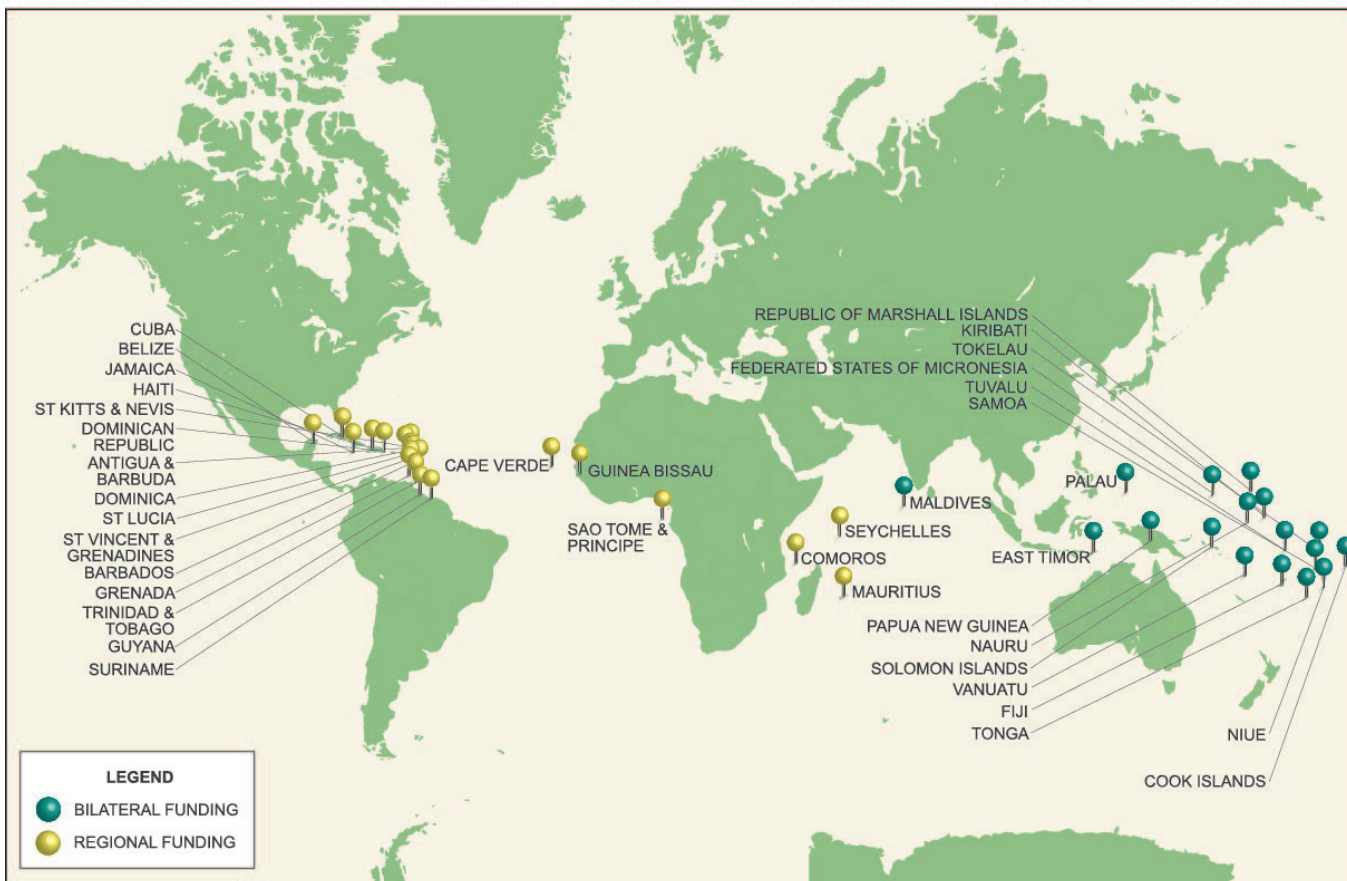 CUBA
BELIZE
JAMAICA
HAITI
ST KITTS & NEVIS
DOMINICAN
REPUBLIC
ANTIGUA &
BARBUDA
DOMINICA
ST LUCIA
ST VINCENT &
GRENADINES
BARBADOS
GRENADA
TRINIDAD &
TOBAGO
GUYANA
SURINAME
CAPE VERDE
GUINEA BISSAU
SAO TOME &
PRINCIPE
MALDIVES
SEYCHELLES
COMOROS
MAURITIUS
REPUBLIC OF MARSHALL ISLANDS
KIRIBATI
TOKELAU
FEDERATED STATES OF MICRONESIA
TUVALU
SAMOA
PALAU
EAST TIMOR
PAPUA NEW GUINEA
NAURU
SOLOMON ISLANDS
VANUATU
FIJI
TONGA
NIUE
COOK ISLANDS
LEGEND
BILATERAL FUNDING
REGIONAL FUNDING